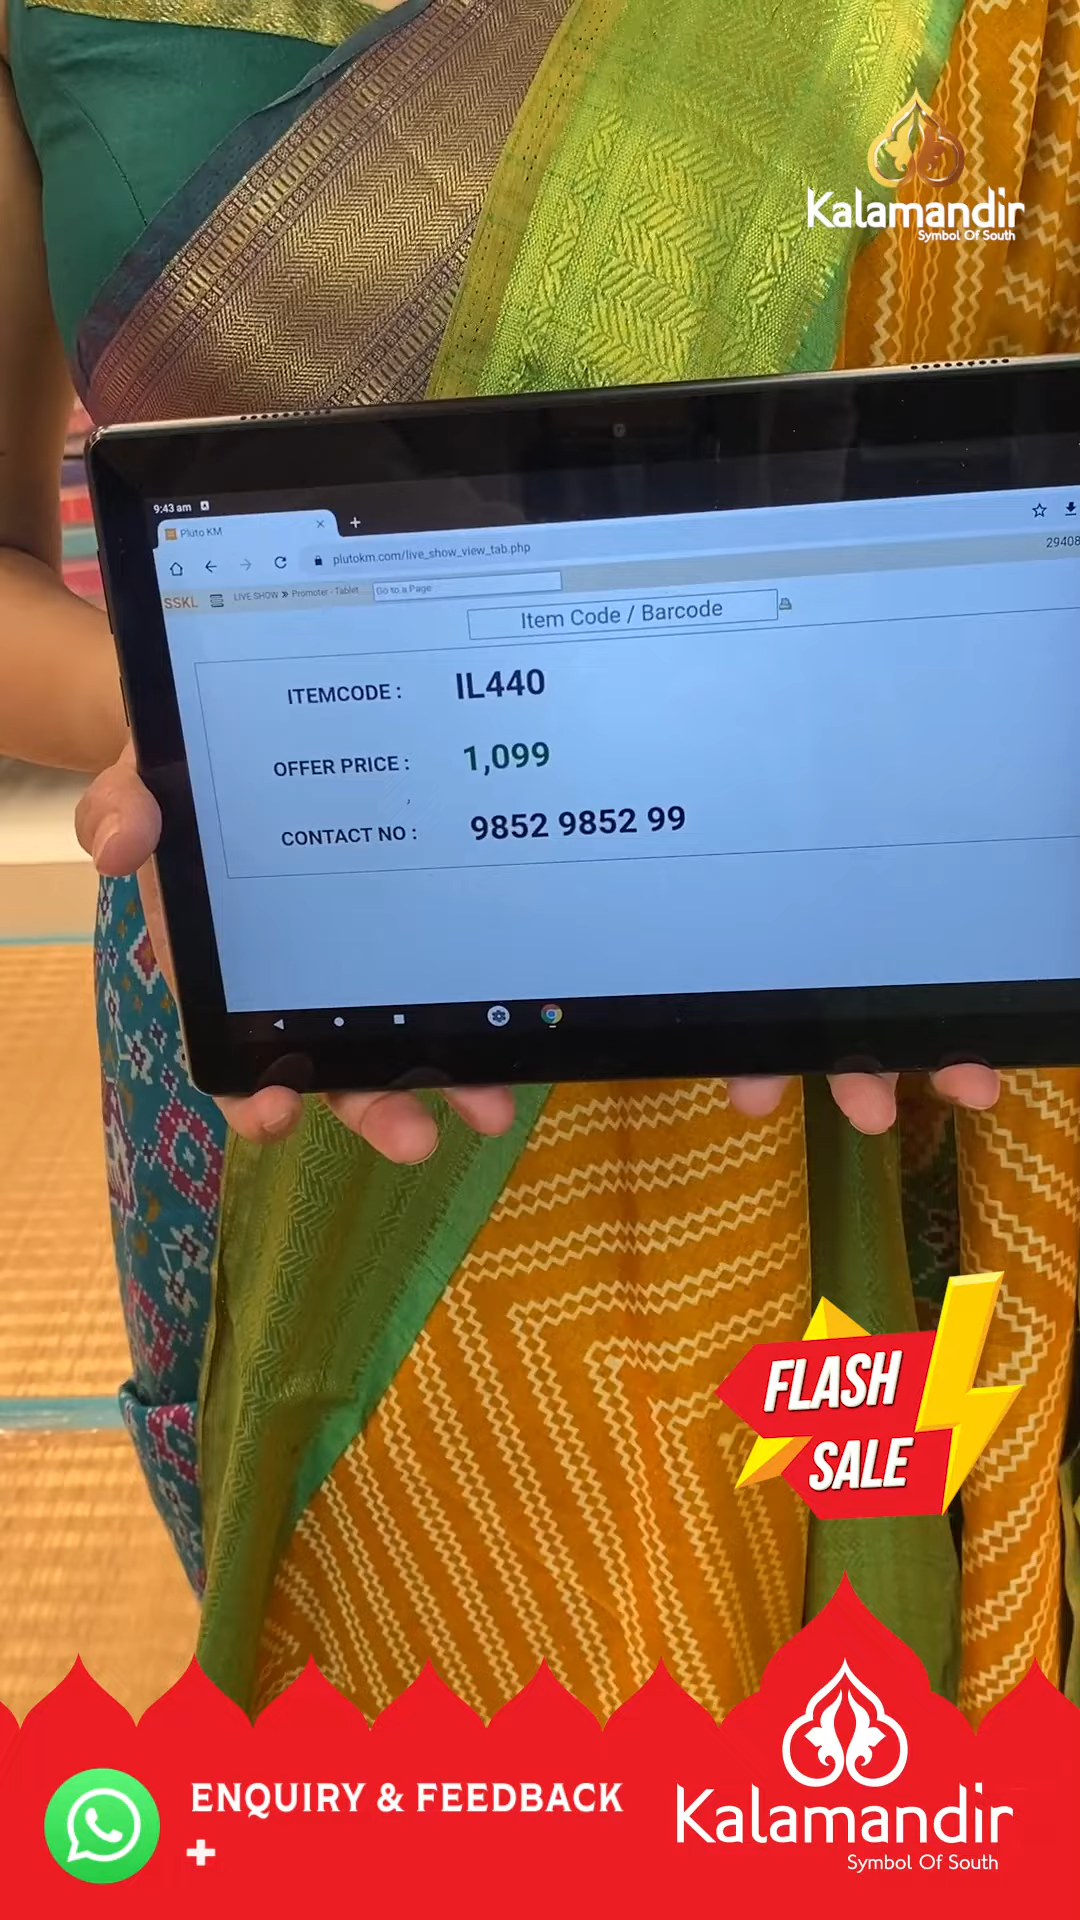 Kalamandir
Symbol Of South
9:43 am
Pluto KM
plutokm.com/live_show_view_tab.php
29408
SSKL
LIVE SHOW » Promoter - Tablet...
Go to a Page
Item Code / Barcode
ITEMCODE : IL440
OFFER PRICE : 1,099
CONTACT NO : 9852 9852 99
FLASH
SALE
ENQUIRY & FEEDBACK
+
Kalamandir
Symbol Of South